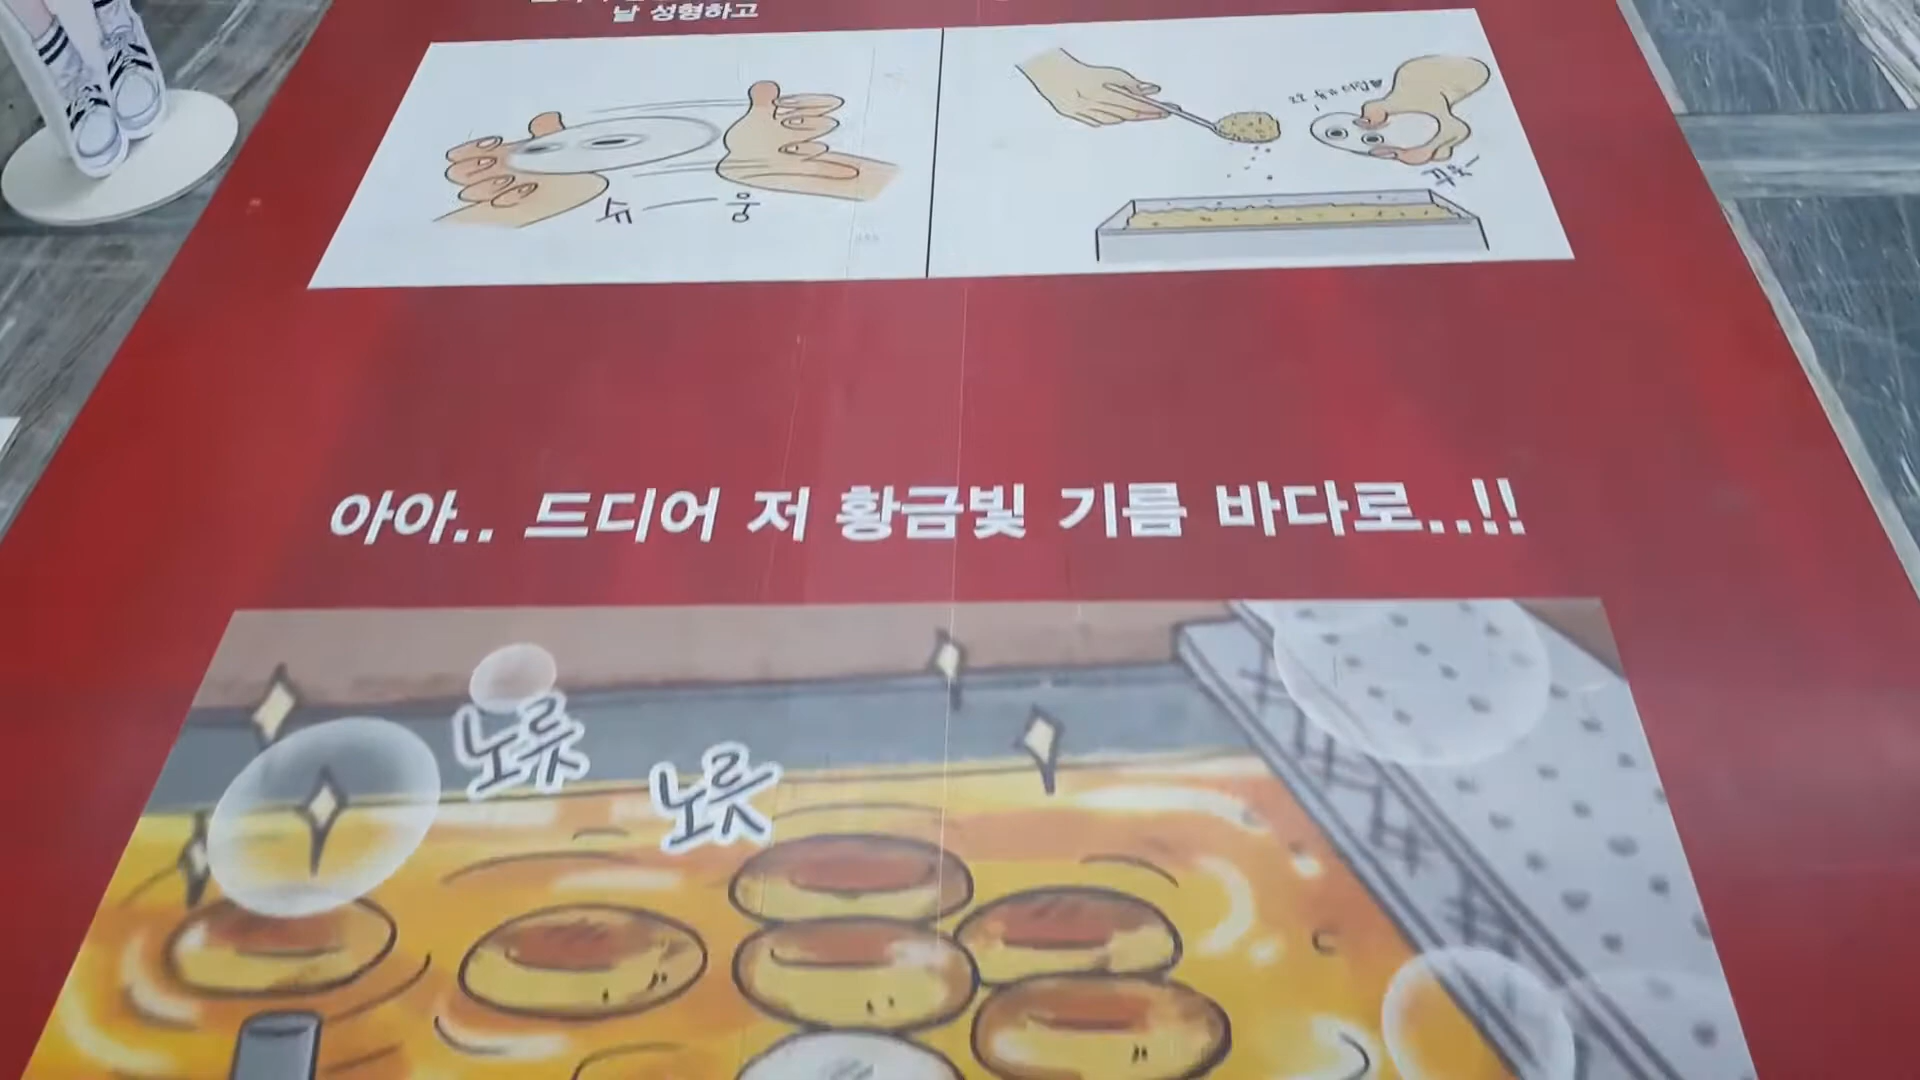 날 성형하고
슈 웅
아아.. 드디어 저 황금빛 기름 바다로..!!
노릇
노릇